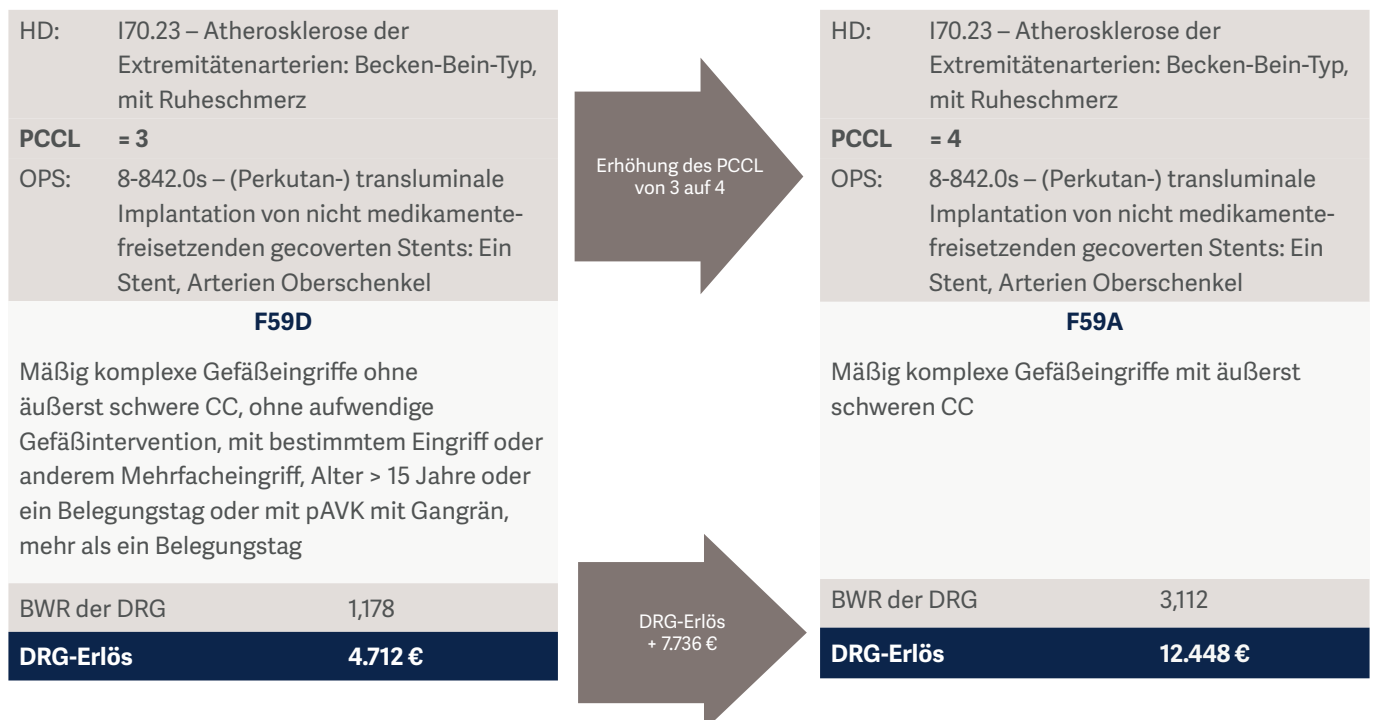 HD: I70.23 – Atherosklerose der
Extremitätenarterien: Becken-Bein-Typ,
mit Ruheschmerz
PCCL = 3
OPS: 8-842.0s – (Perkutan-) transluminale
Implantation von nicht medikamente-
freisetzenden gecoverten Stents: Ein
Stent, Arterien Oberschenkel
F59D
Mäßig komplexe Gefäßeingriffe ohne
äußerst schwere CC, ohne aufwendige
Gefäßintervention, mit bestimmtem Eingriff oder
anderem Mehrfacheingriff, Alter > 15 Jahre oder
ein Belegungstag oder mit pAVK mit Gangrän,
mehr als ein Belegungstag
BWR der DRG 1,178
DRG-Erlös 4.712 €
Erhöhung des PCCL
von 3 auf 4
DRG-Erlös
+ 7.736 €
HD: I70.23 – Atherosklerose der
Extremitätenarterien: Becken-Bein-Typ,
mit Ruheschmerz
PCCL = 4
OPS: 8-842.0s – (Perkutan-) transluminale
Implantation von nicht medikamente-
freisetzenden gecoverten Stents: Ein
Stent, Arterien Oberschenkel
F59A
Mäßig komplexe Gefäßeingriffe mit äußerst
schweren CC
BWR der DRG 3,112
DRG-Erlös 12.448 €